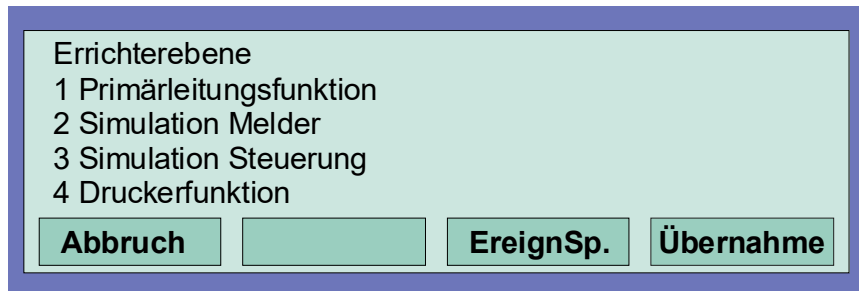 Errichterebene
1 Primärleitungsfunktion
2 Simulation Melder
3 Simulation Steuerung
4 Druckerfunktion
Abbruch EreignSp. Übernahme